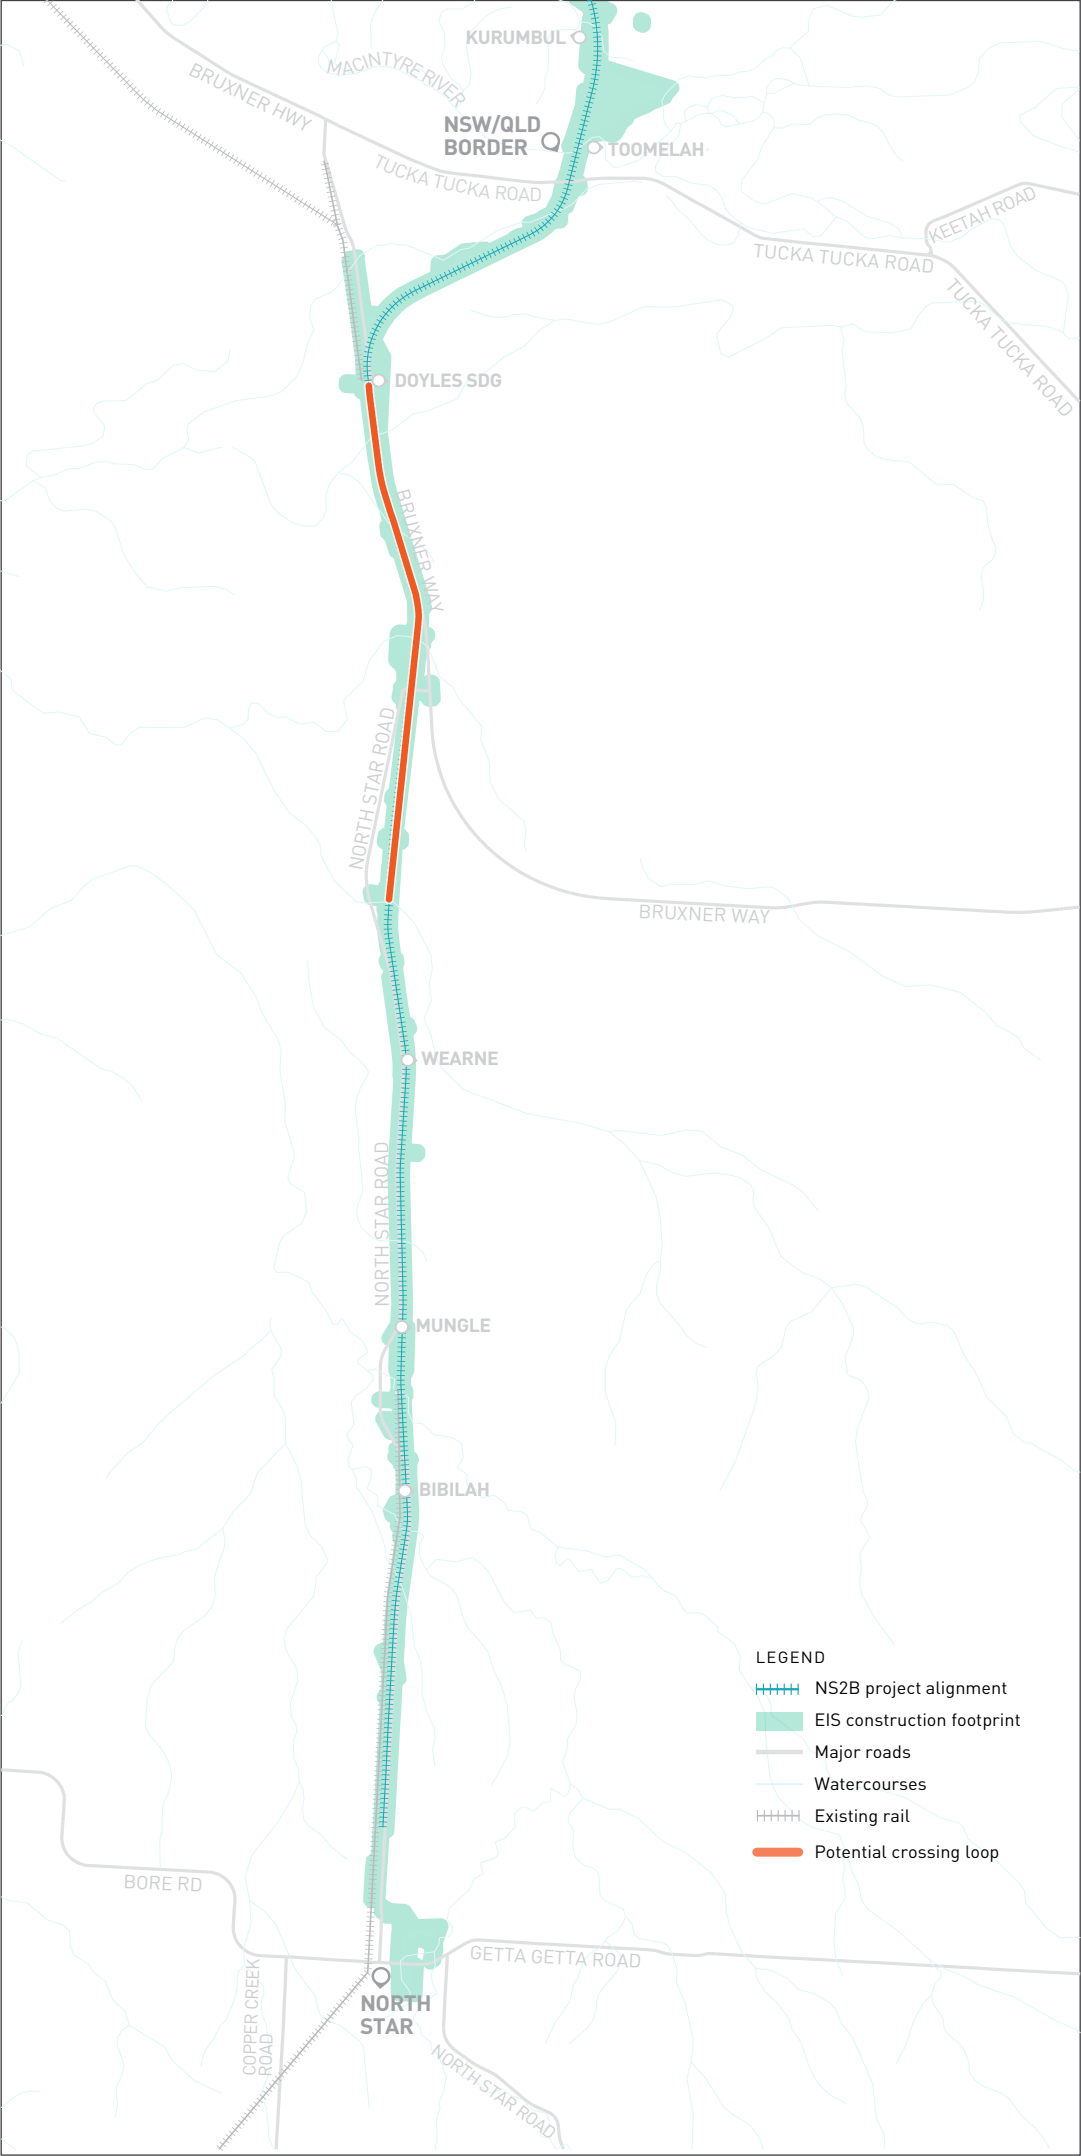 KURUMBUL
MACINTYRE RIVER
BRUXNER HWY
NSW/QLD
BORDER
TOOMELAH
TUCKA TUCKA ROAD
KEETAH ROAD
TUCKA TUCKA ROAD
TUCKA TUCKA ROAD
DOYLES SDG
BRUXNER WAY
NORTH STAR ROAD
BRUXNER WAY
WEARNE
NORTH STAR ROAD
MUNGLE
BIBILAH
LEGEND
NS2B project alignment
EIS construction footprint
Major roads
Watercourses
Existing rail
Potential crossing loop
BORE RD
GETTA GETTA ROAD
COPPER CREEK
ROAD
NORTH
STAR
NORTH STAR ROAD